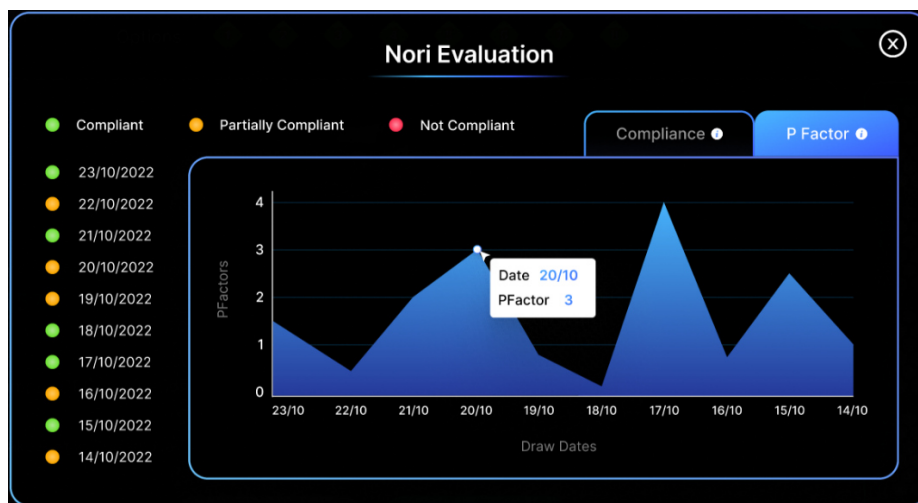 Nori Evaluation
X
Compliant
Partially Compliant
Not Compliant
Compliance i
P Factor i
23/10/2022
22/10/2022
21/10/2022
20/10/2022
19/10/2022
18/10/2022
17/10/2022
16/10/2022
15/10/2022
14/10/2022
PFactors
4
3
2
1
0
Date 20/10
PFactor 3
23/10 22/10 21/10 20/10 19/10 18/10 17/10 16/10 15/10 14/10
Draw Dates